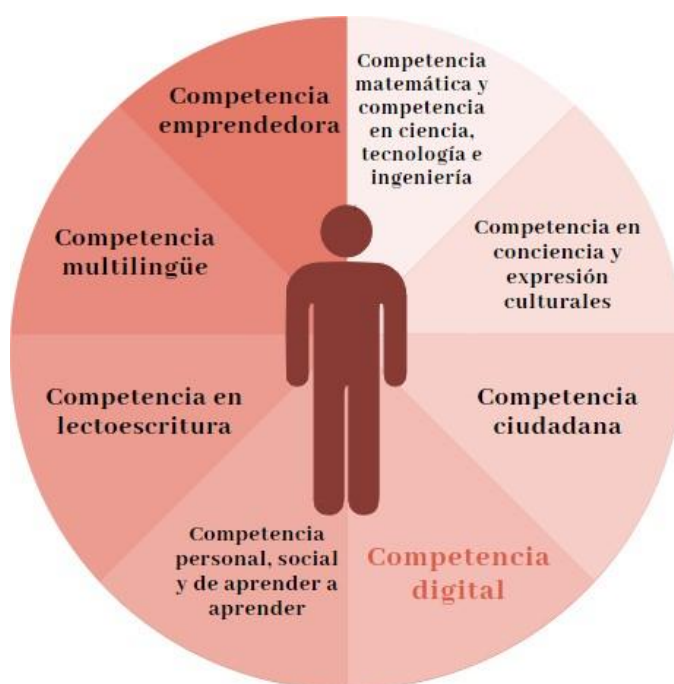 Competencia
emprendedora
Competencia
matemática y
competencia
en ciencia,
tecnología e
ingeniería
Competencia
multilingüe
Competencia en
conciencia y
expresión
culturales
Competencia en
lectoescritura
Competencia
ciudadana
Competencia
personal, social
y de aprender a
aprender
Competencia
digital